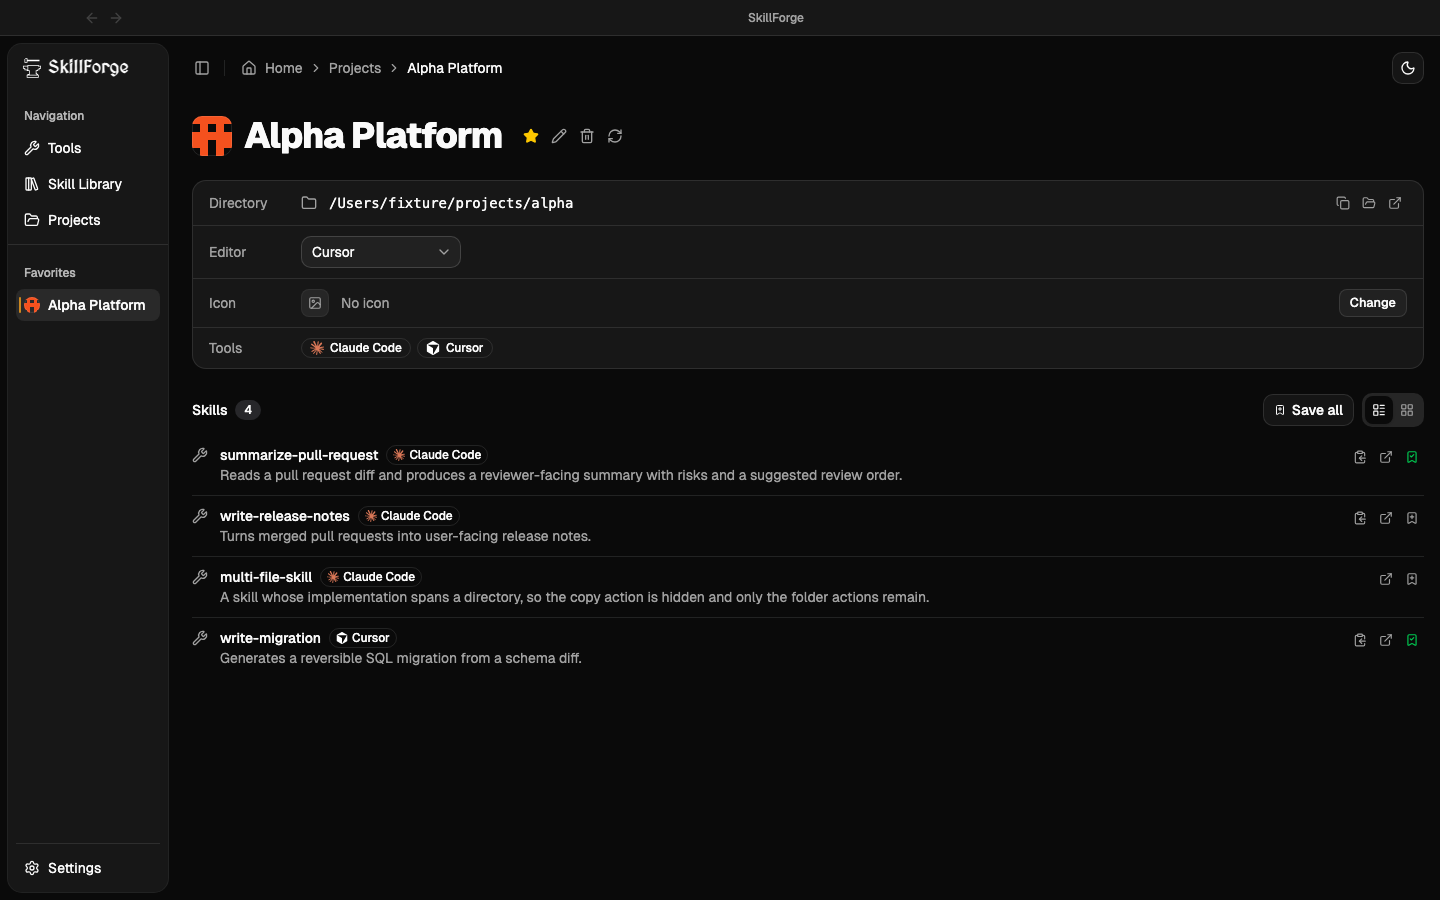 SkillForge
SkillForge
Home
Projects
Alpha Platform
Navigation
Tools
Skill Library
Projects
Favorites
Alpha Platform
Settings
Alpha Platform
Directory
/Users/fixture/projects/alpha
Editor
Cursor
Icon
No icon
Change
Tools
Claude Code
Cursor
Skills
4
Save all
summarize-pull-request
Claude Code
Reads a pull request diff and produces a reviewer-facing summary with risks and a suggested review order.
write-release-notes
Claude Code
Turns merged pull requests into user-facing release notes.
multi-file-skill
Claude Code
A skill whose implementation spans a directory, so the copy action is hidden and only the folder actions remain.
write-migration
Cursor
Generates a reversible SQL migration from a schema diff.